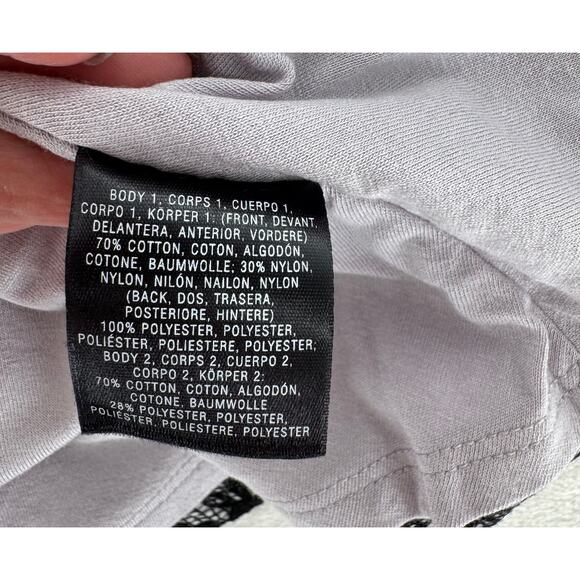 BODY 1, CORPS 1, CUERPO 1,
CORPO 1, KÖRPER 1: (FRONT, DEVANT,
DELANTERA, ANTERIOR, VORDERE)
70% COTTON, COTON, ALGODÓN,
COTONE, BAUMWOLLE; 30% NYLON,
NYLON, NILÓN, NAILON, NYLON
(BACK, DOS, TRASERA,
POSTERIORE, HINTERE)
100% POLYESTER, POLYESTER,
POLIÉSTER, POLIESTERE, POLYESTER;
BODY 2, CORPS 2, CUERPO 2,
CORPO 2, KÖRPER 2:
70% COTTON, COTON, ALGODÓN,
COTONE, BAUMWOLLE
28% POLYESTER, POLYESTER,
POLIÉSTER, POLIESTERE, POLYESTER